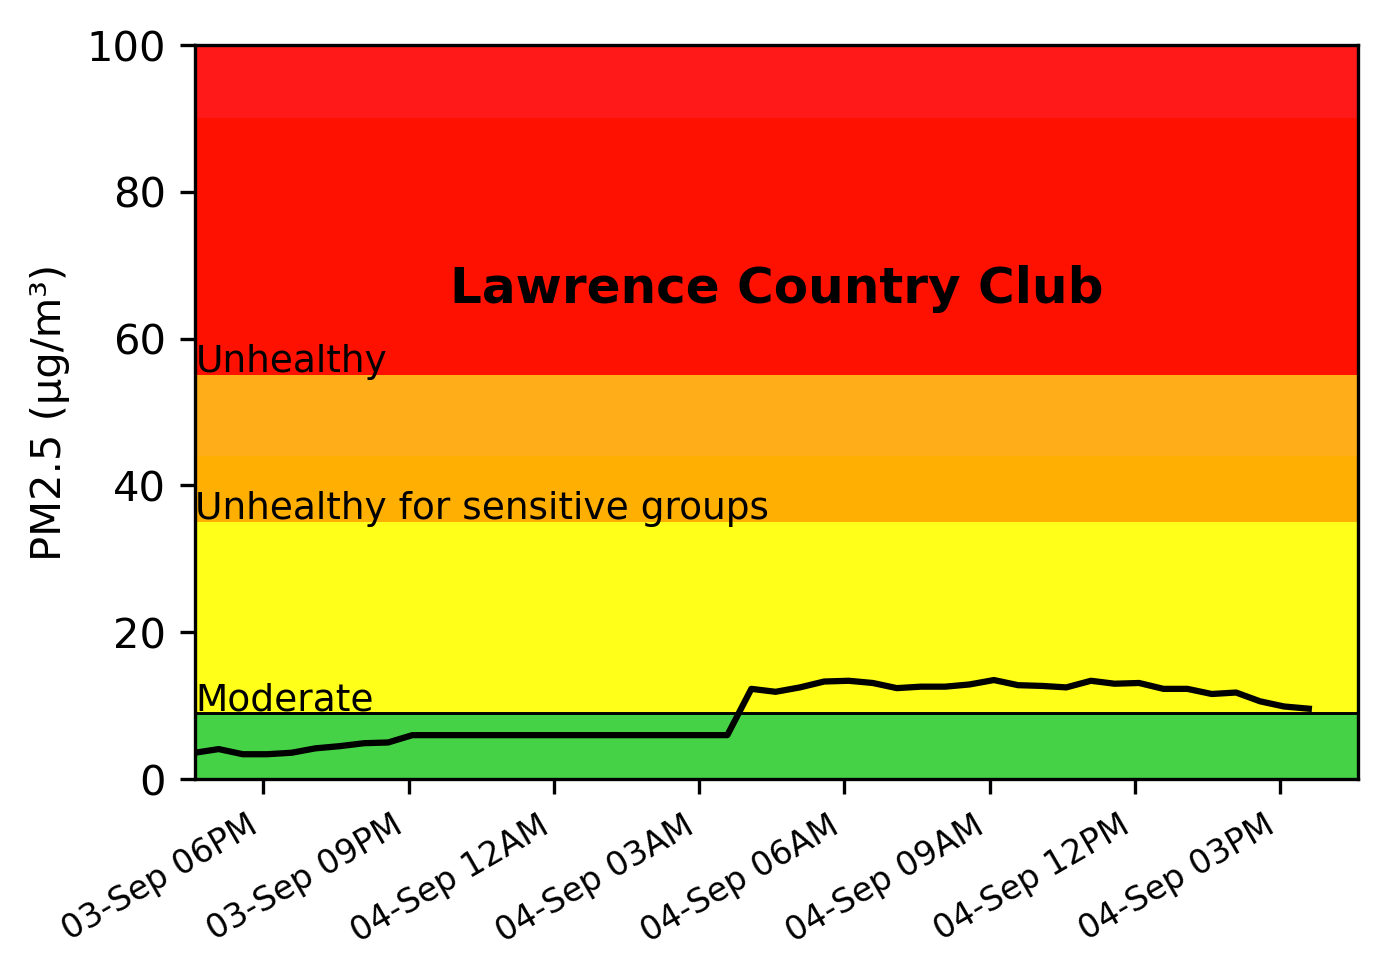 100
80
60
40
20
0
PM2.5 (µg/m³)
Lawrence Country Club
Unhealthy
Unhealthy for sensitive groups
Moderate
03-Sep 06PM
03-Sep 09PM
04-Sep 12AM
04-Sep 03AM
04-Sep 06AM
04-Sep 09AM
04-Sep 12PM
04-Sep 03PM